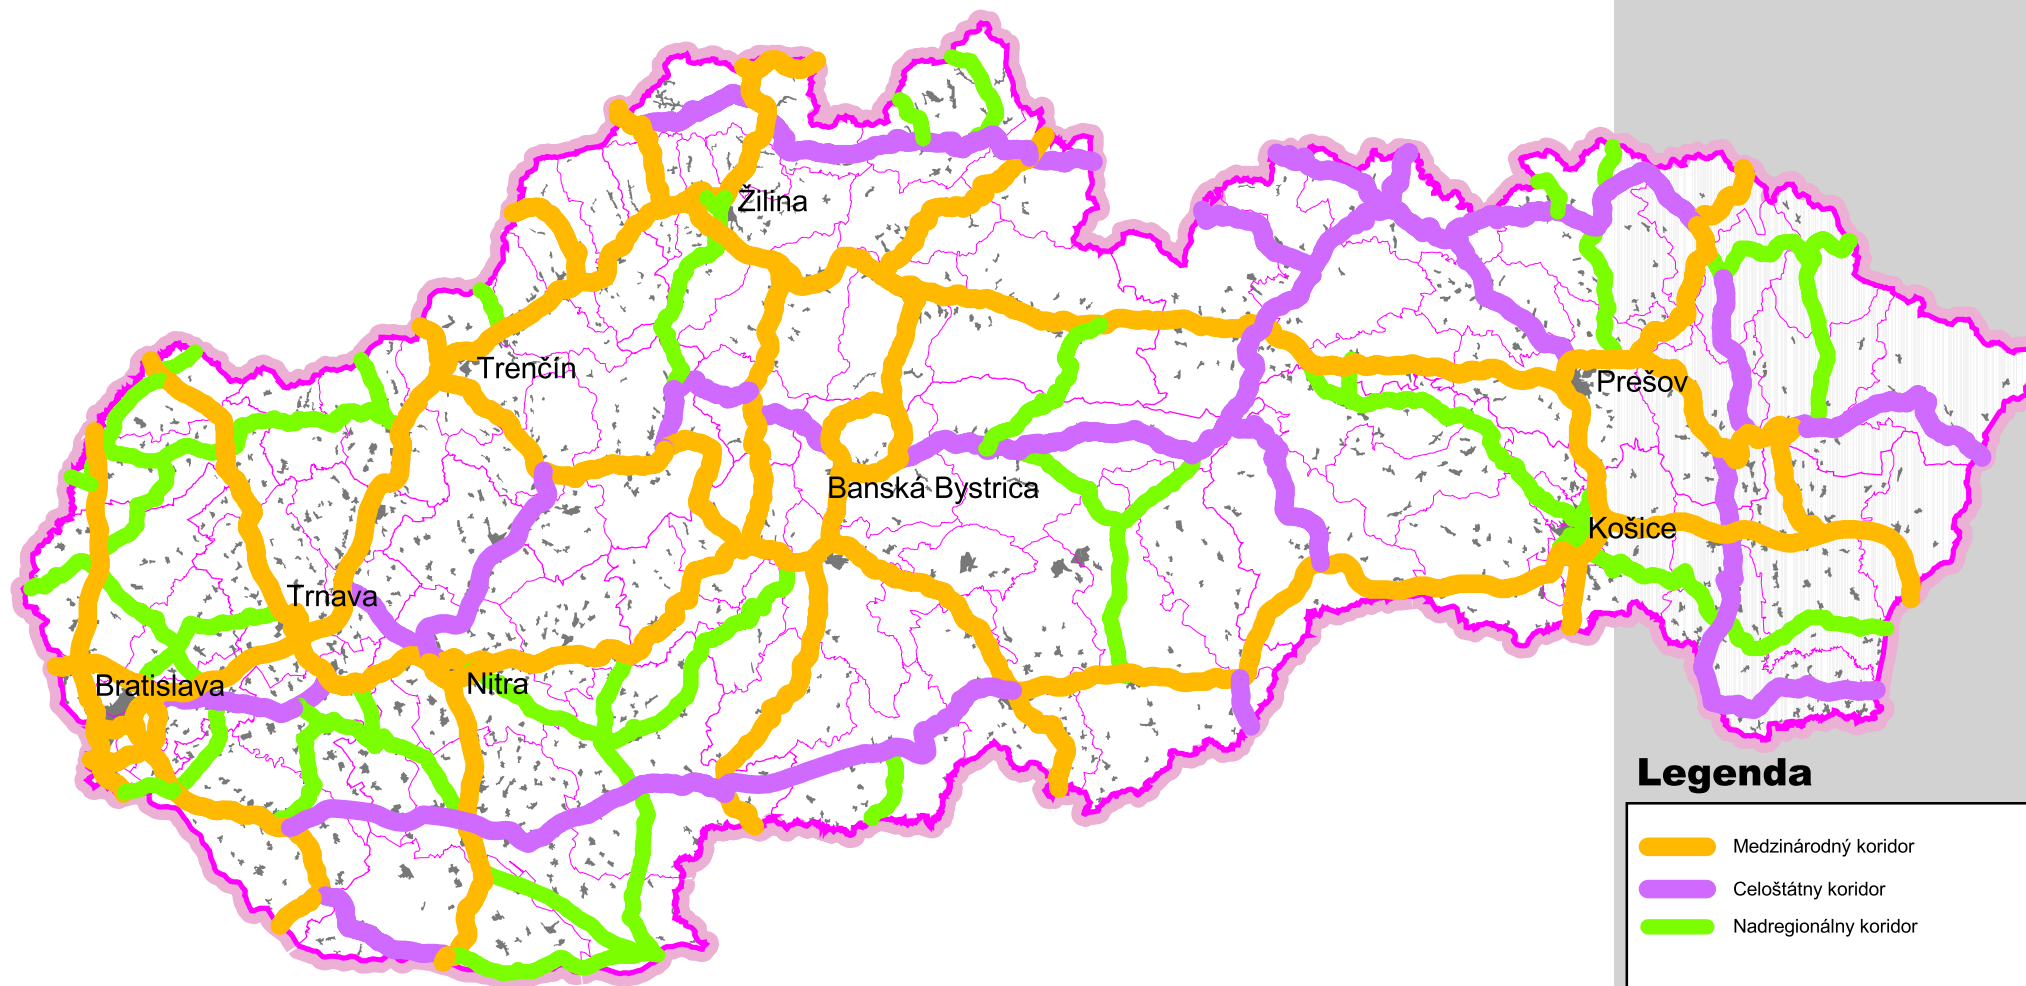 Žilina
Trenčín
Prešov
Banská Bystrica
Košice
Trnava
Bratislava
Nitra
Legenda
Medzinárodný koridor
Celoštátny koridor
Nadregionálny koridor